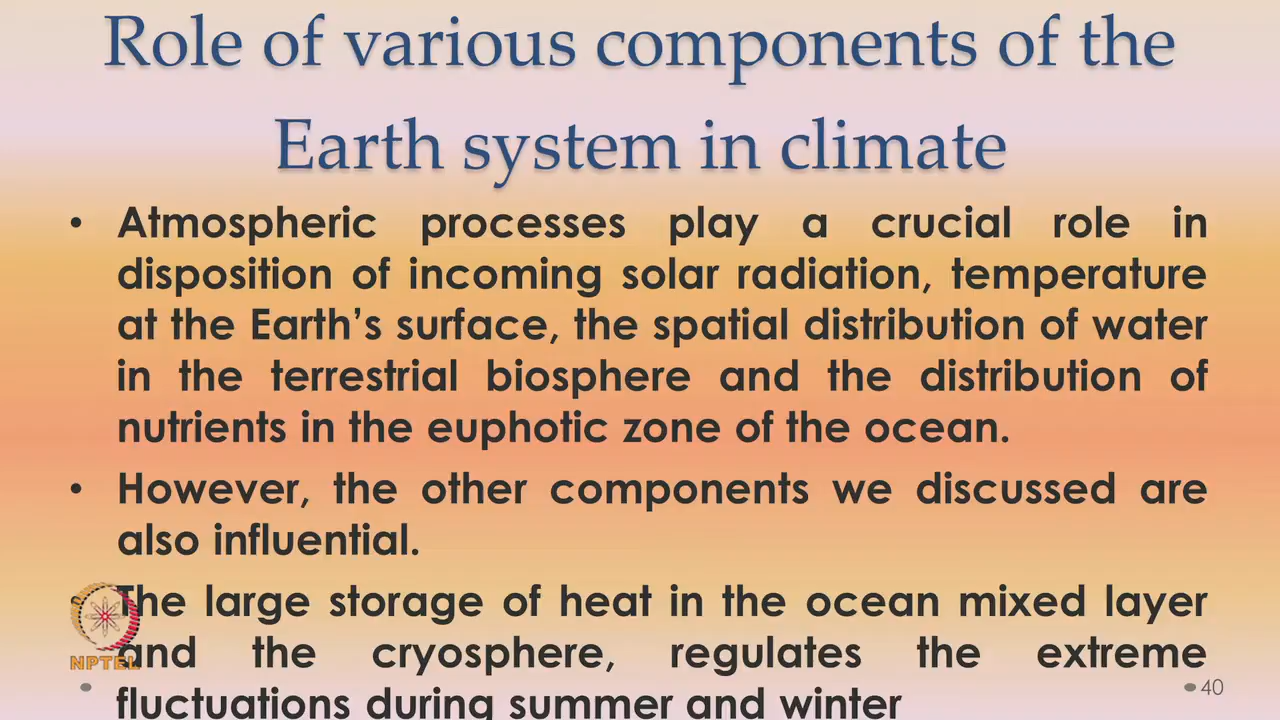 Role of various components of the
Earth system in climate
• Atmospheric processes play a crucial role in
disposition of incoming solar radiation, temperature
at the Earth’s surface, the spatial distribution of water
in the terrestrial biosphere and the distribution of
nutrients in the euphotic zone of the ocean.
• However, the other components we discussed are
also influential.
The large storage of heat in the ocean mixed layer
and the cryosphere, regulates the extreme
fluctuations during summer and winter
NPTEL
40